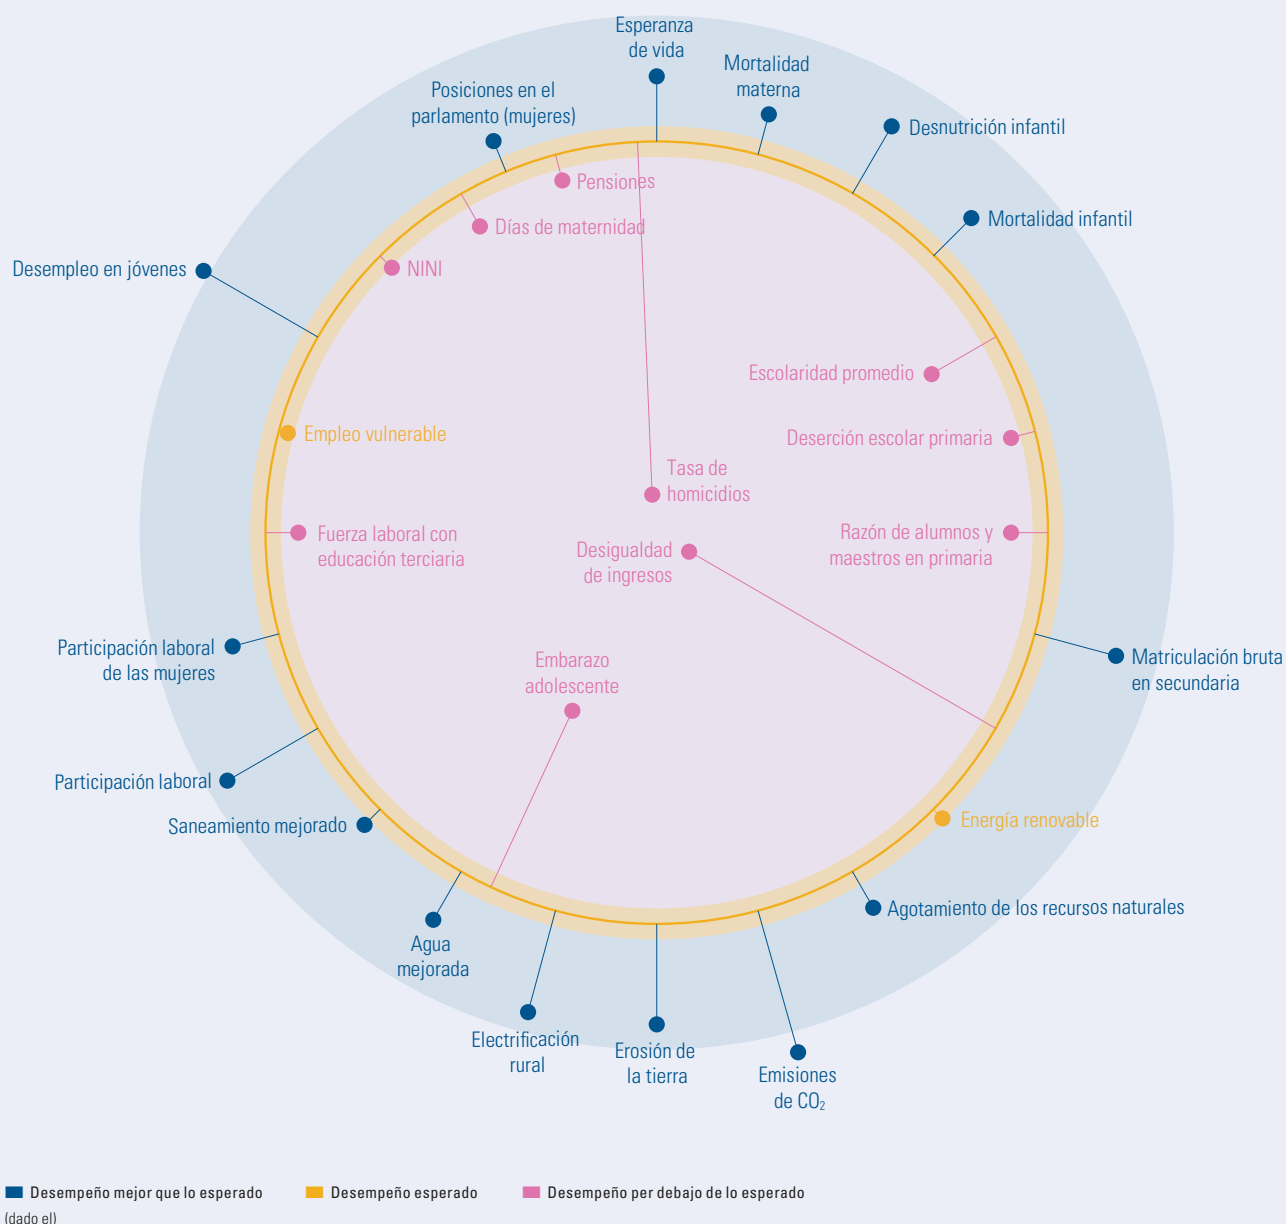 Esperanza
de vida
Mortalidad
materna
Posiciones en el
parlamento (mujeres)
Desnutrición infantil
Pensiones
Mortalidad infantil
Días de maternidad
Desempleo en jóvenes
NINI
Escolaridad promedio
Empleo vulnerable
Deserción escolar primaria
Tasa de
homicidios
Fuerza laboral con
educación terciaria
Razón de alumnos y
maestros en primaria
Desigualdad
de ingresos
Participación laboral
de las mujeres
Embarazo
adolescente
Matriculación bruta
en secundaria
Participación laboral
Saneamiento mejorado
Energía renovable
Agotamiento de los recursos naturales
Agua
mejorada
Electrificación
rural
Erosión de
la tierra
Emisiones
de CO₂
Desempeño mejor que lo esperado
Desempeño esperado
Desempeño per debajo de lo esperado
(dado el)